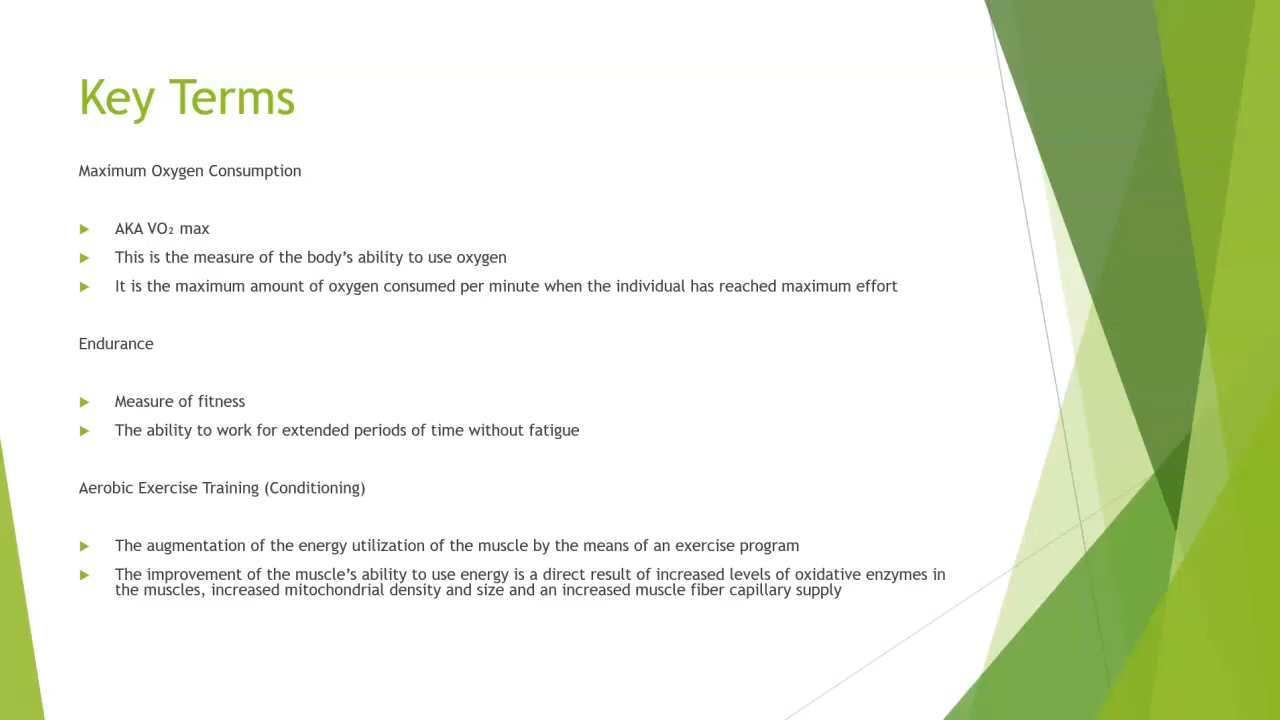 Key Terms
Maximum Oxygen Consumption
AKA VO₂ max
This is the measure of the body’s ability to use oxygen
It is the maximum amount of oxygen consumed per minute when the individual has reached maximum effort
Endurance
Measure of fitness
The ability to work for extended periods of time without fatigue
Aerobic Exercise Training (Conditioning)
The augmentation of the energy utilization of the muscle by the means of an exercise program
The improvement of the muscle’s ability to use energy is a direct result of increased levels of oxidative enzymes in
the muscles, increased mitochondrial density and size and an increased muscle fiber capillary supply